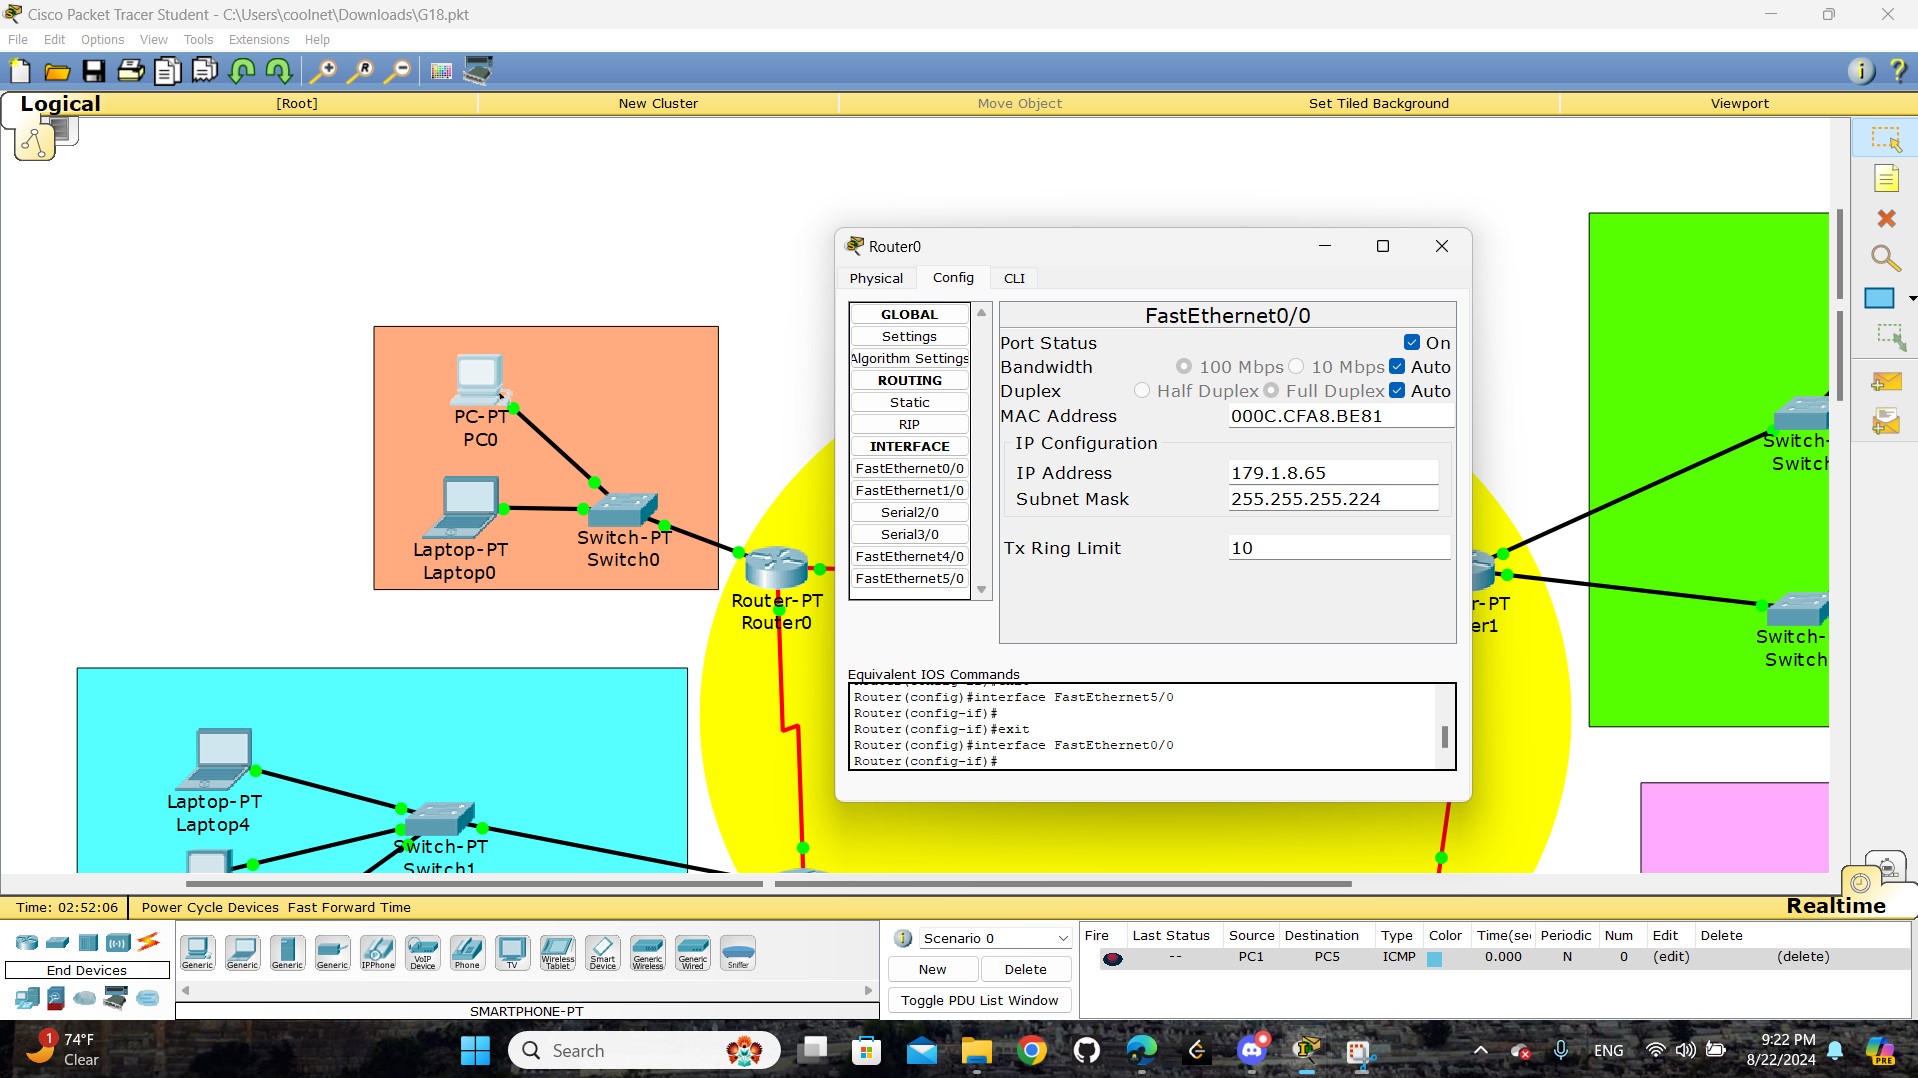 Cisco Packet Tracer Student - C:\Users\coolnet\Downloads\G18.pkt
File Edit Options View Tools Extensions Help
Logical [Root] New Cluster Move Object Set Tiled Background Viewport
Router0
Physical Config CLI
GLOBAL
Settings
Algorithm Settings
ROUTING
Static
RIP
INTERFACE
FastEthernet0/0
FastEthernet1/0
Serial2/0
Serial3/0
FastEthernet4/0
FastEthernet5/0
FastEthernet0/0
Port Status On
Bandwidth 100 Mbps 10 Mbps Auto
Duplex Half Duplex Full Duplex Auto
MAC Address 000C.CFA8.BE81
IP Configuration
IP Address 179.1.8.65
Subnet Mask 255.255.255.224
Tx Ring Limit 10
Equivalent IOS Commands
Router(config)#interface FastEthernet5/0
Router(config-if)#
Router(config-if)#exit
Router(config)#interface FastEthernet0/0
Router(config-if)#
PC-PT
PC0
Laptop-PT
Laptop0
Switch-PT
Switch0
Router-PT
Router0
r-PT
er1
Switch-
Switch
Switch-
Switch
Laptop-PT
Laptop4
Switch-PT
Switch1
Time: 02:52:06 Power Cycle Devices Fast Forward Time Realtime
End Devices
Generic Generic Generic Generic IPPhone VoIP Device Phone TV Wireless Tablet Smart Device Generic Wireless Generic Wired Sniffer
SMARTPHONE-PT
Scenario 0
New Delete
Toggle PDU List Window
Fire Last Status Source Destination Type Color Time(sec Periodic Num Edit Delete
-- PC1 PC5 ICMP 0.000 N 0 (edit) (delete)
1
74°F
Clear
Search
ENG
9:22 PM
8/22/2024
PRE